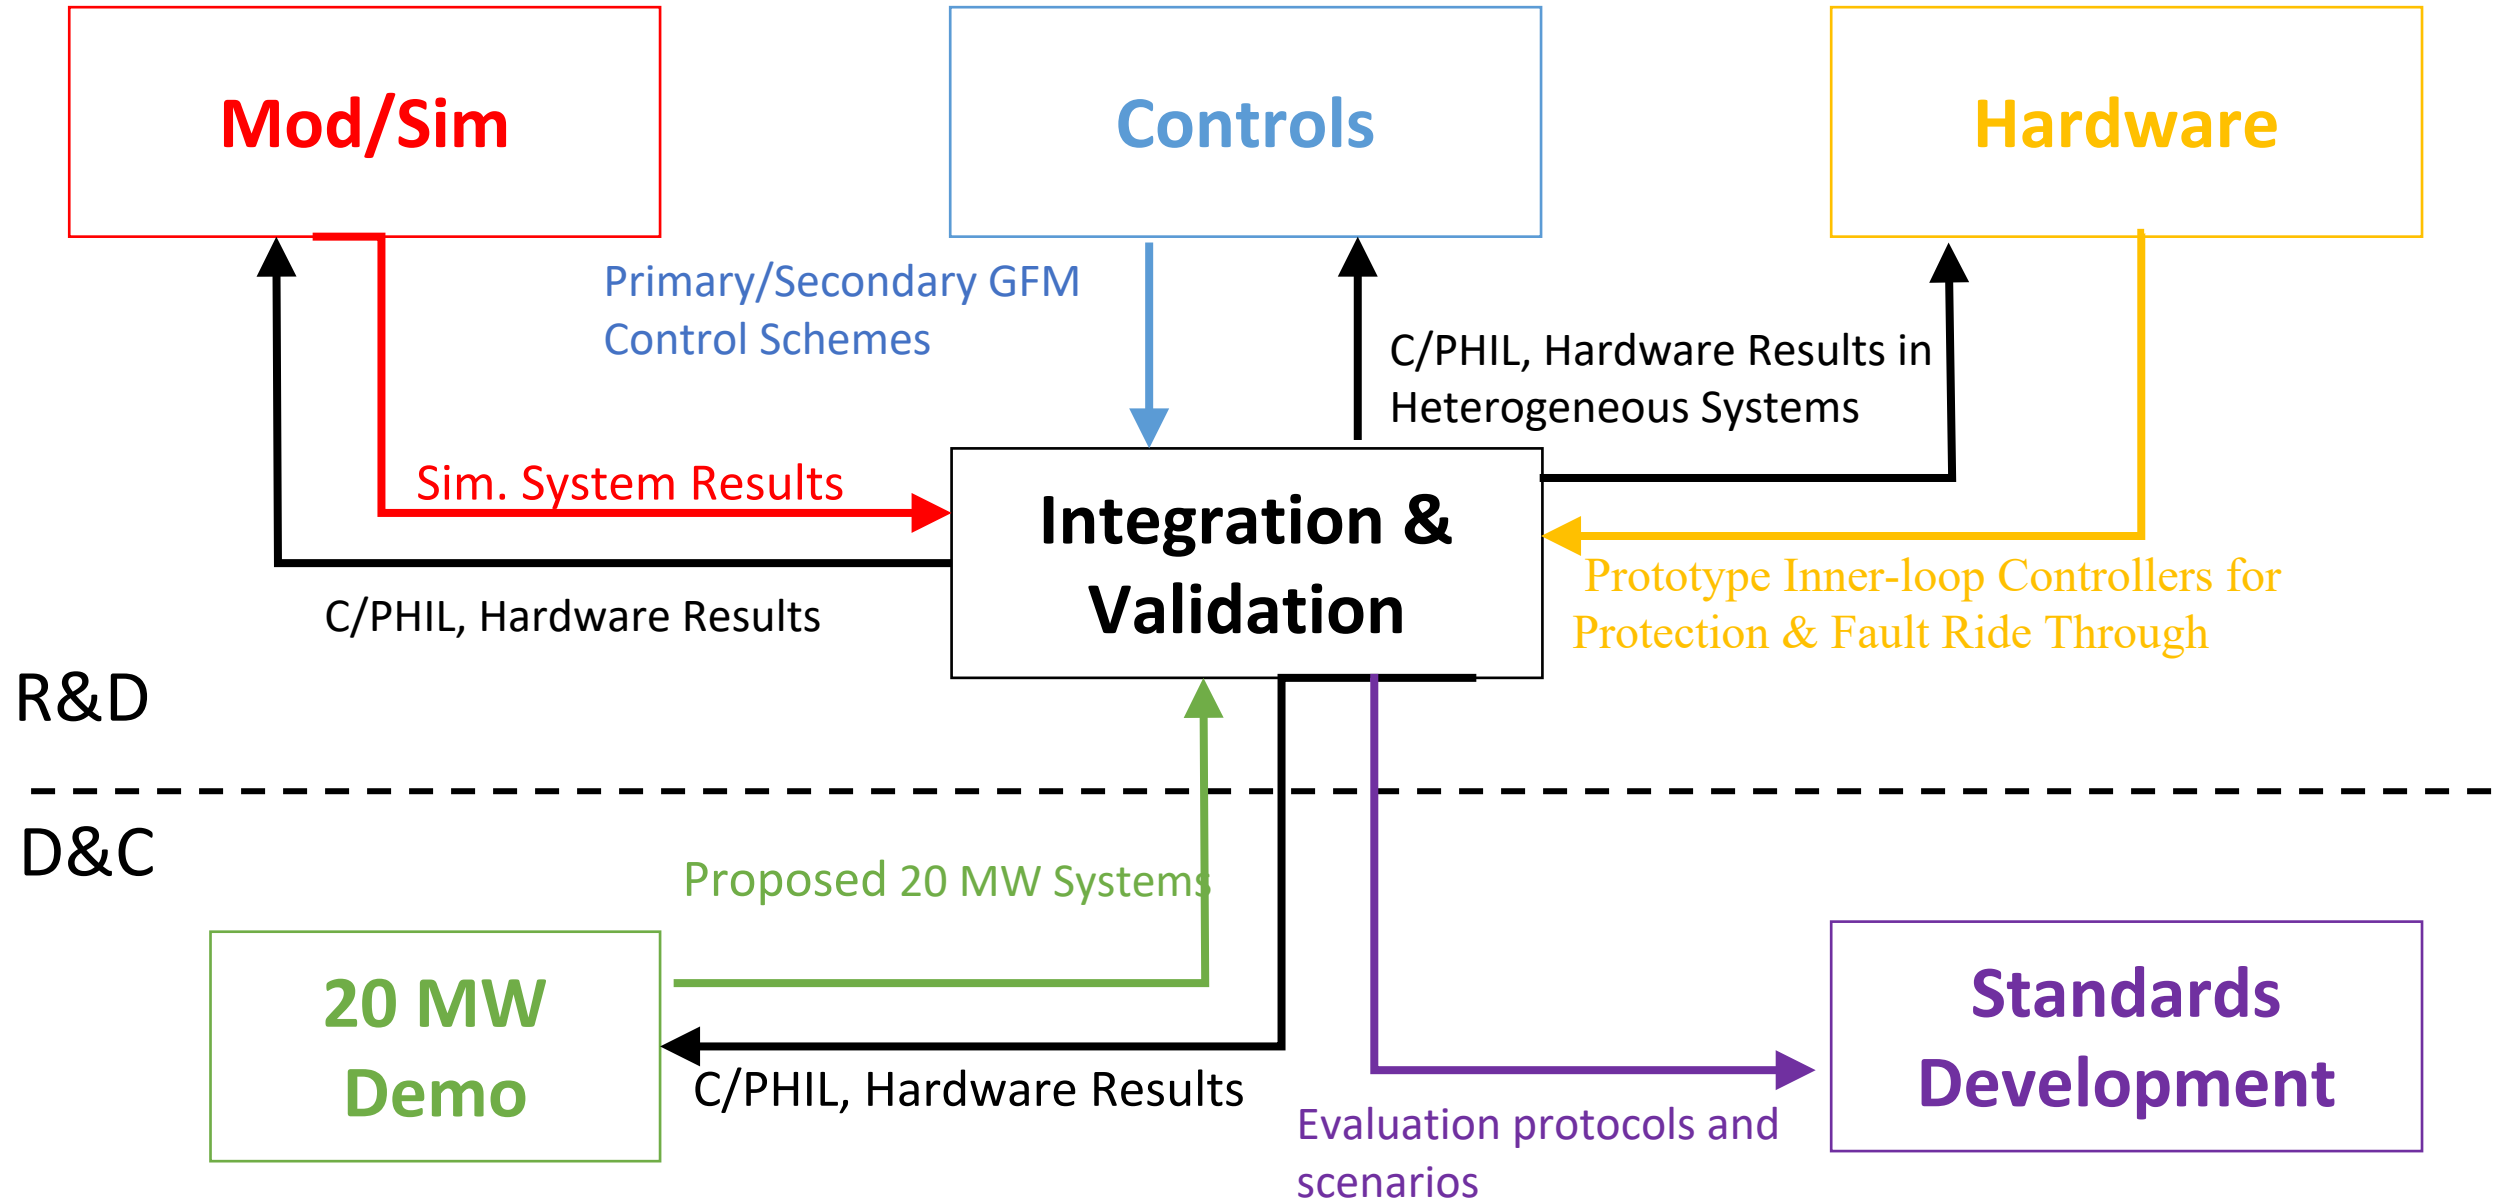 Mod/Sim
Controls
Hardware
Primary/Secondary GFM
Control Schemes
C/PHIL, Hardware Results in
Heterogeneous Systems
Sim. System Results
Integration &
Validation
Prototype Inner-loop Controllers for
Protection & Fault Ride Through
C/PHIL, Hardware Results
R&D
D&C
Proposed 20 MW Systems
20 MW
Demo
C/PHIL, Hardware Results
Standards
Development
Evaluation protocols and
scenarios